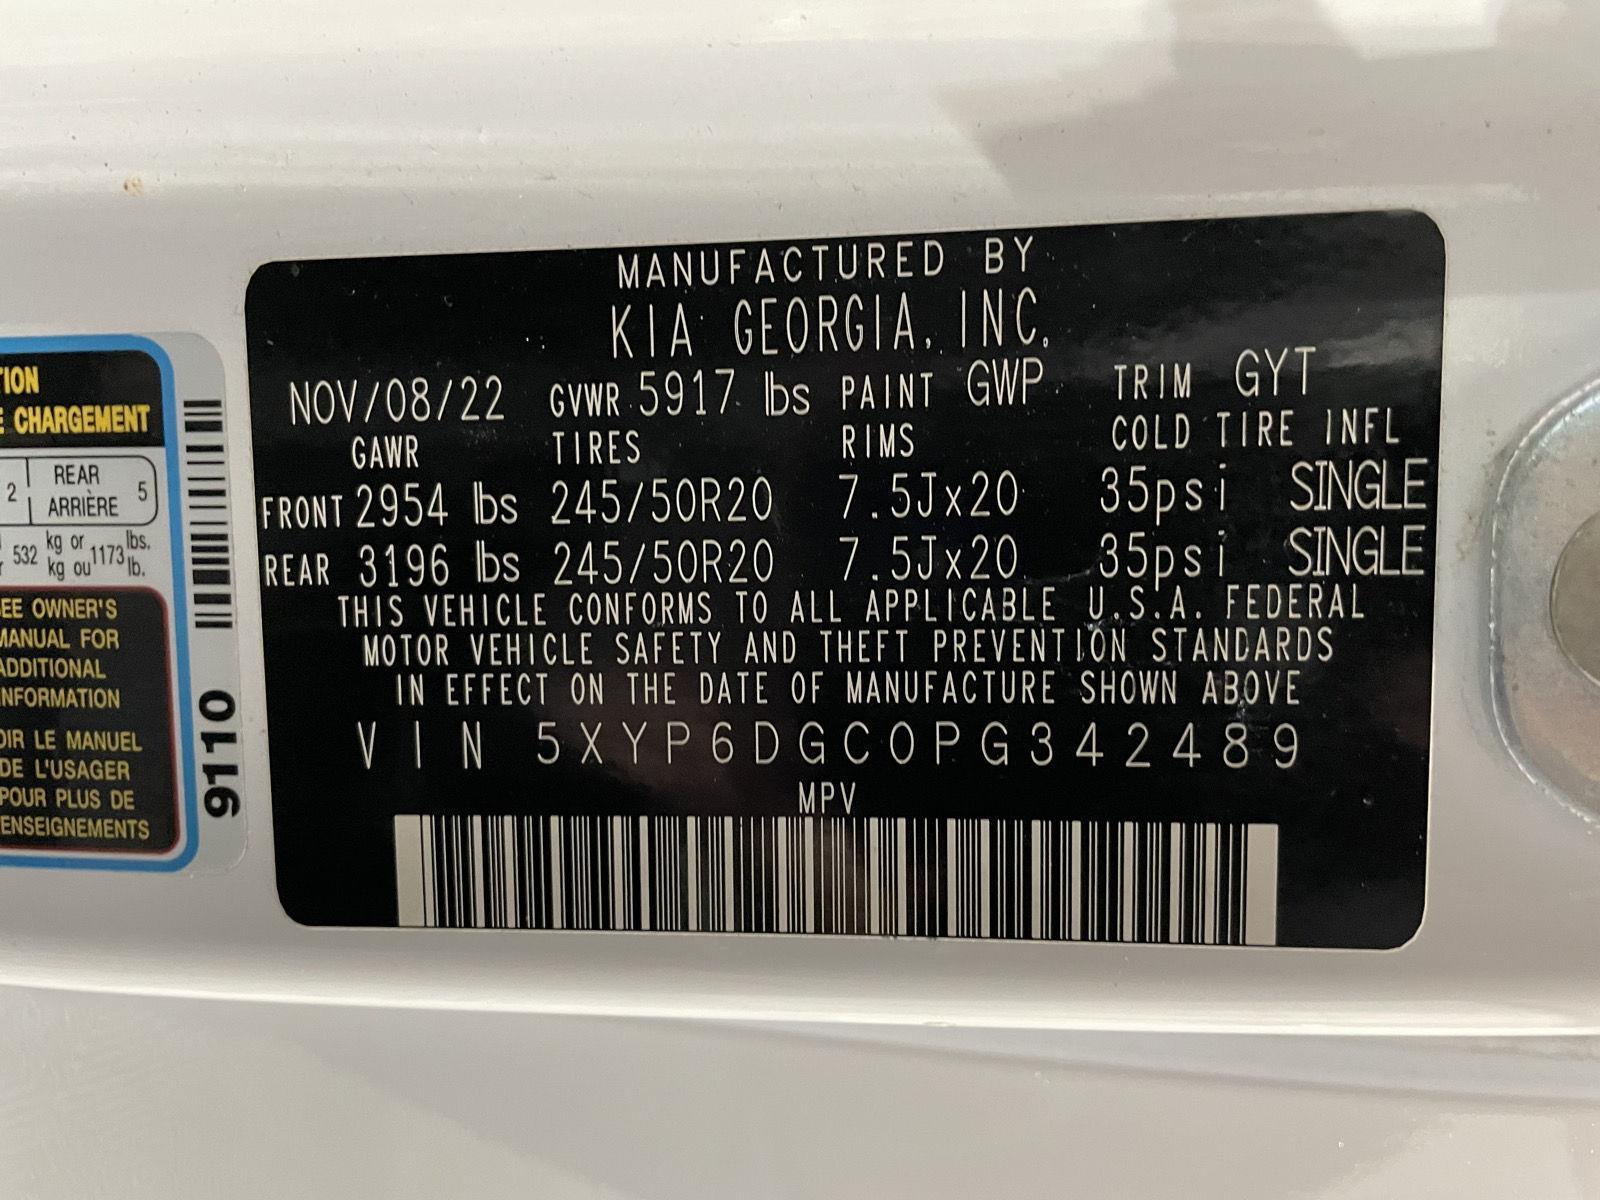 TION
E CHARGEMENT
2 REAR ARRIÈRE 5
532 kg or kg ou 1173 lbs. lb.
SEE OWNER'S
MANUAL FOR
ADDITIONAL
INFORMATION
OIR LE MANUEL
DE L'USAGER
POUR PLUS DE
ENSEIGNEMENTS
9110
MANUFACTURED BY
KIA GEORGIA, INC.
NOV/08/22 GVWR 5917 lbs PAINT GWP TRIM GYT
GAWR TIRES RIMS COLD TIRE INFL
FRONT 2954 lbs 245/50R20 7.5Jx20 35psi SINGLE
REAR 3196 lbs 245/50R20 7.5Jx20 35psi SINGLE
THIS VEHICLE CONFORMS TO ALL APPLICABLE U.S.A. FEDERAL
MOTOR VEHICLE SAFETY AND THEFT PREVENTION STANDARDS
IN EFFECT ON THE DATE OF MANUFACTURE SHOWN ABOVE
VIN 5XYP6DGC0PG342489
MPV